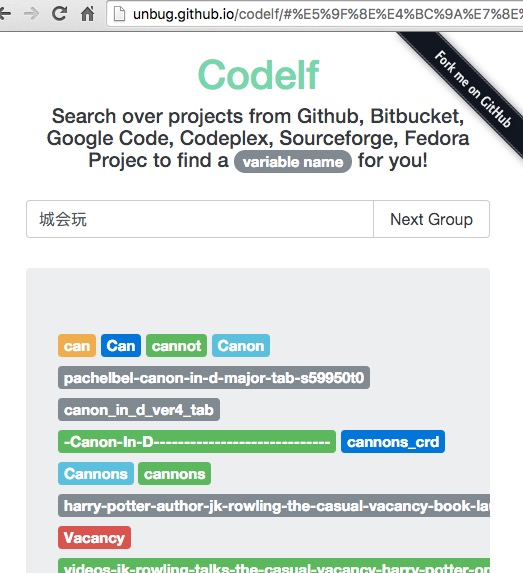 unbug.github.io/codelf/#%E5%9F%8E%E4%BC%9A%E7%8E%
Fork me on GitHub
Codelf
Search over projects from Github, Bitbucket,
Google Code, Codeplex, Sourceforge, Fedora
Projec to find a variable name for you!
城会玩 Next Group
can Can cannot Canon
pachelbel-canon-in-d-major-tab-s59950t0
canon_in_d_ver4_tab
-Canon-In-D----------------------------- cannons_crd
Cannons cannons
harry-potter-author-jk-rowling-the-casual-vacancy-book-lau
Vacancy
videos-jk-rowling-talks-the-casual-vacancy-harry-potter-or